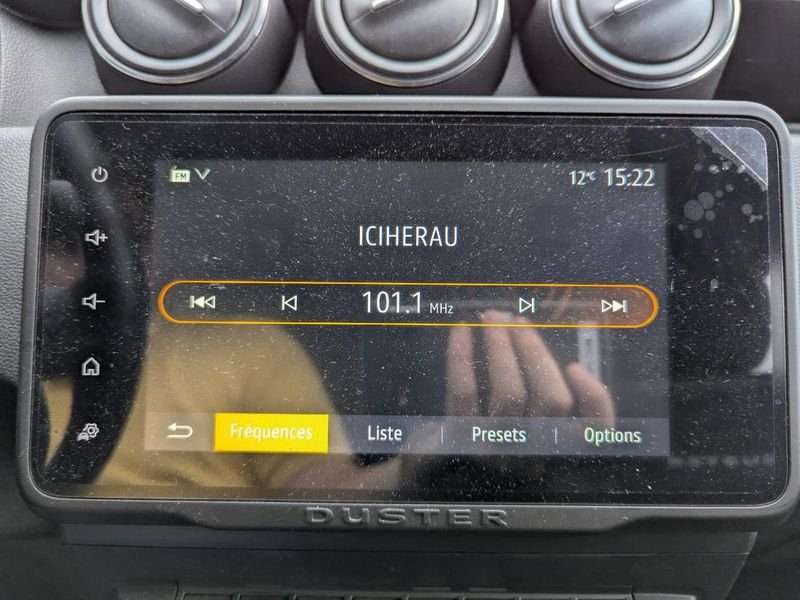 FM
12°C 15:22
ICIHERAU
101.1 MHz
Fréquences Liste Presets Options
DUSTER